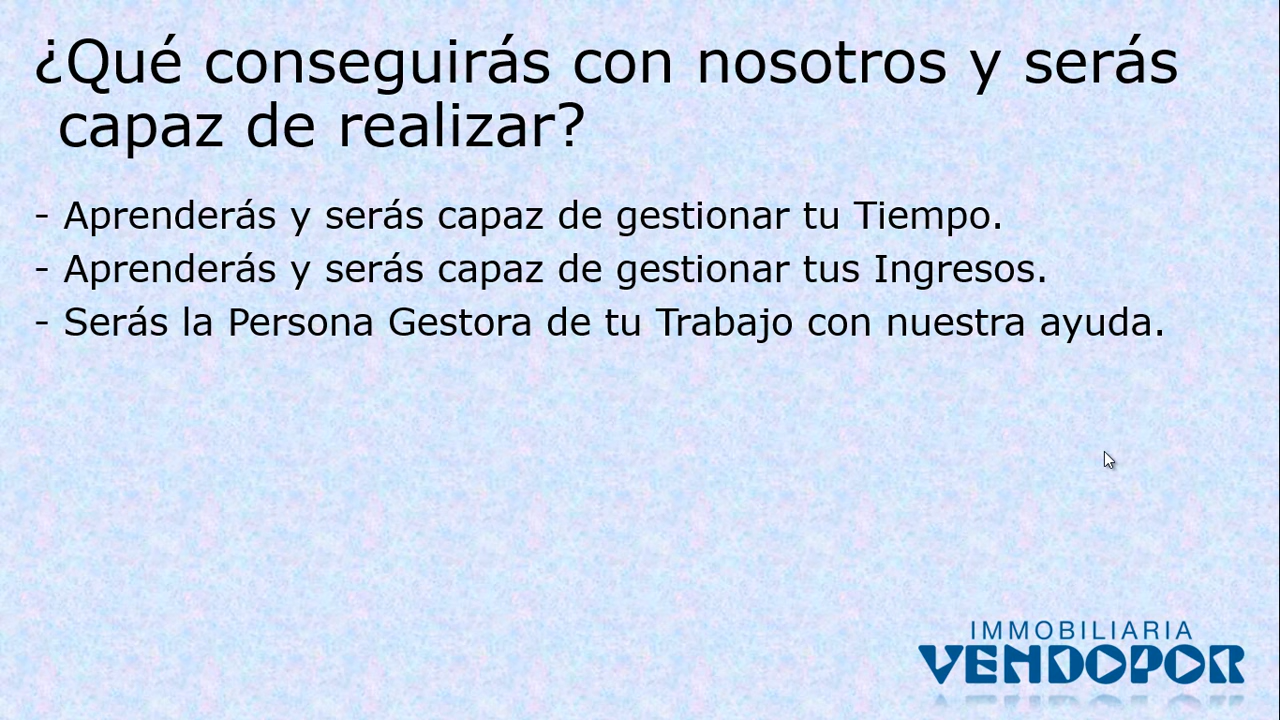 ¿Qué conseguirás con nosotros y serás
capaz de realizar?
- Aprenderás y serás capaz de gestionar tu Tiempo.
- Aprenderás y serás capaz de gestionar tus Ingresos.
- Serás la Persona Gestora de tu Trabajo con nuestra ayuda.
IMMOBILIARIA
VENDOPOR